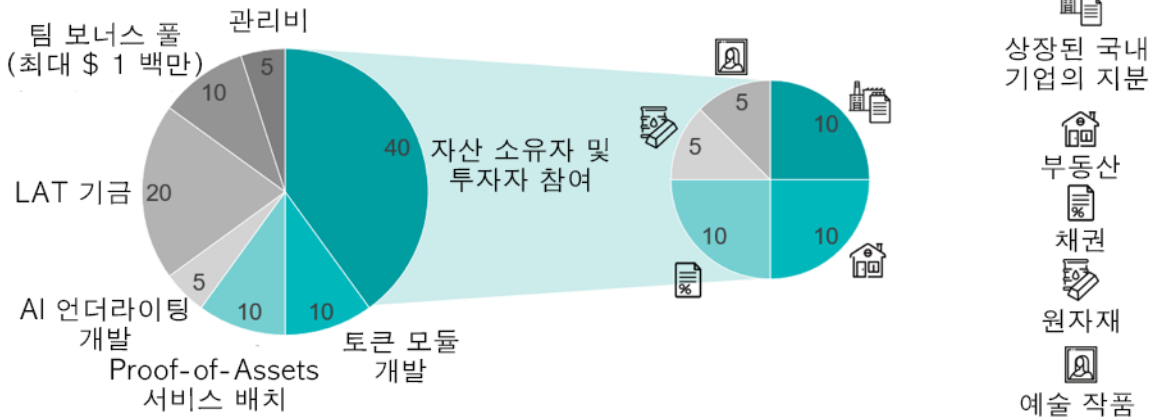 관리비
팀 보너스 풀
(최대 $ 1 백만)
5
10
LAT 기금
20
40
자산 소유자 및
투자자 참여
5
10
10
AI 언더라이팅
개발
Proof-of-Assets
서비스 배치
토큰 모듈
개발
5
10
5
10
10
%
상장된 국내
기업의 지분
부동산
%
채권
원자재
예술 작품